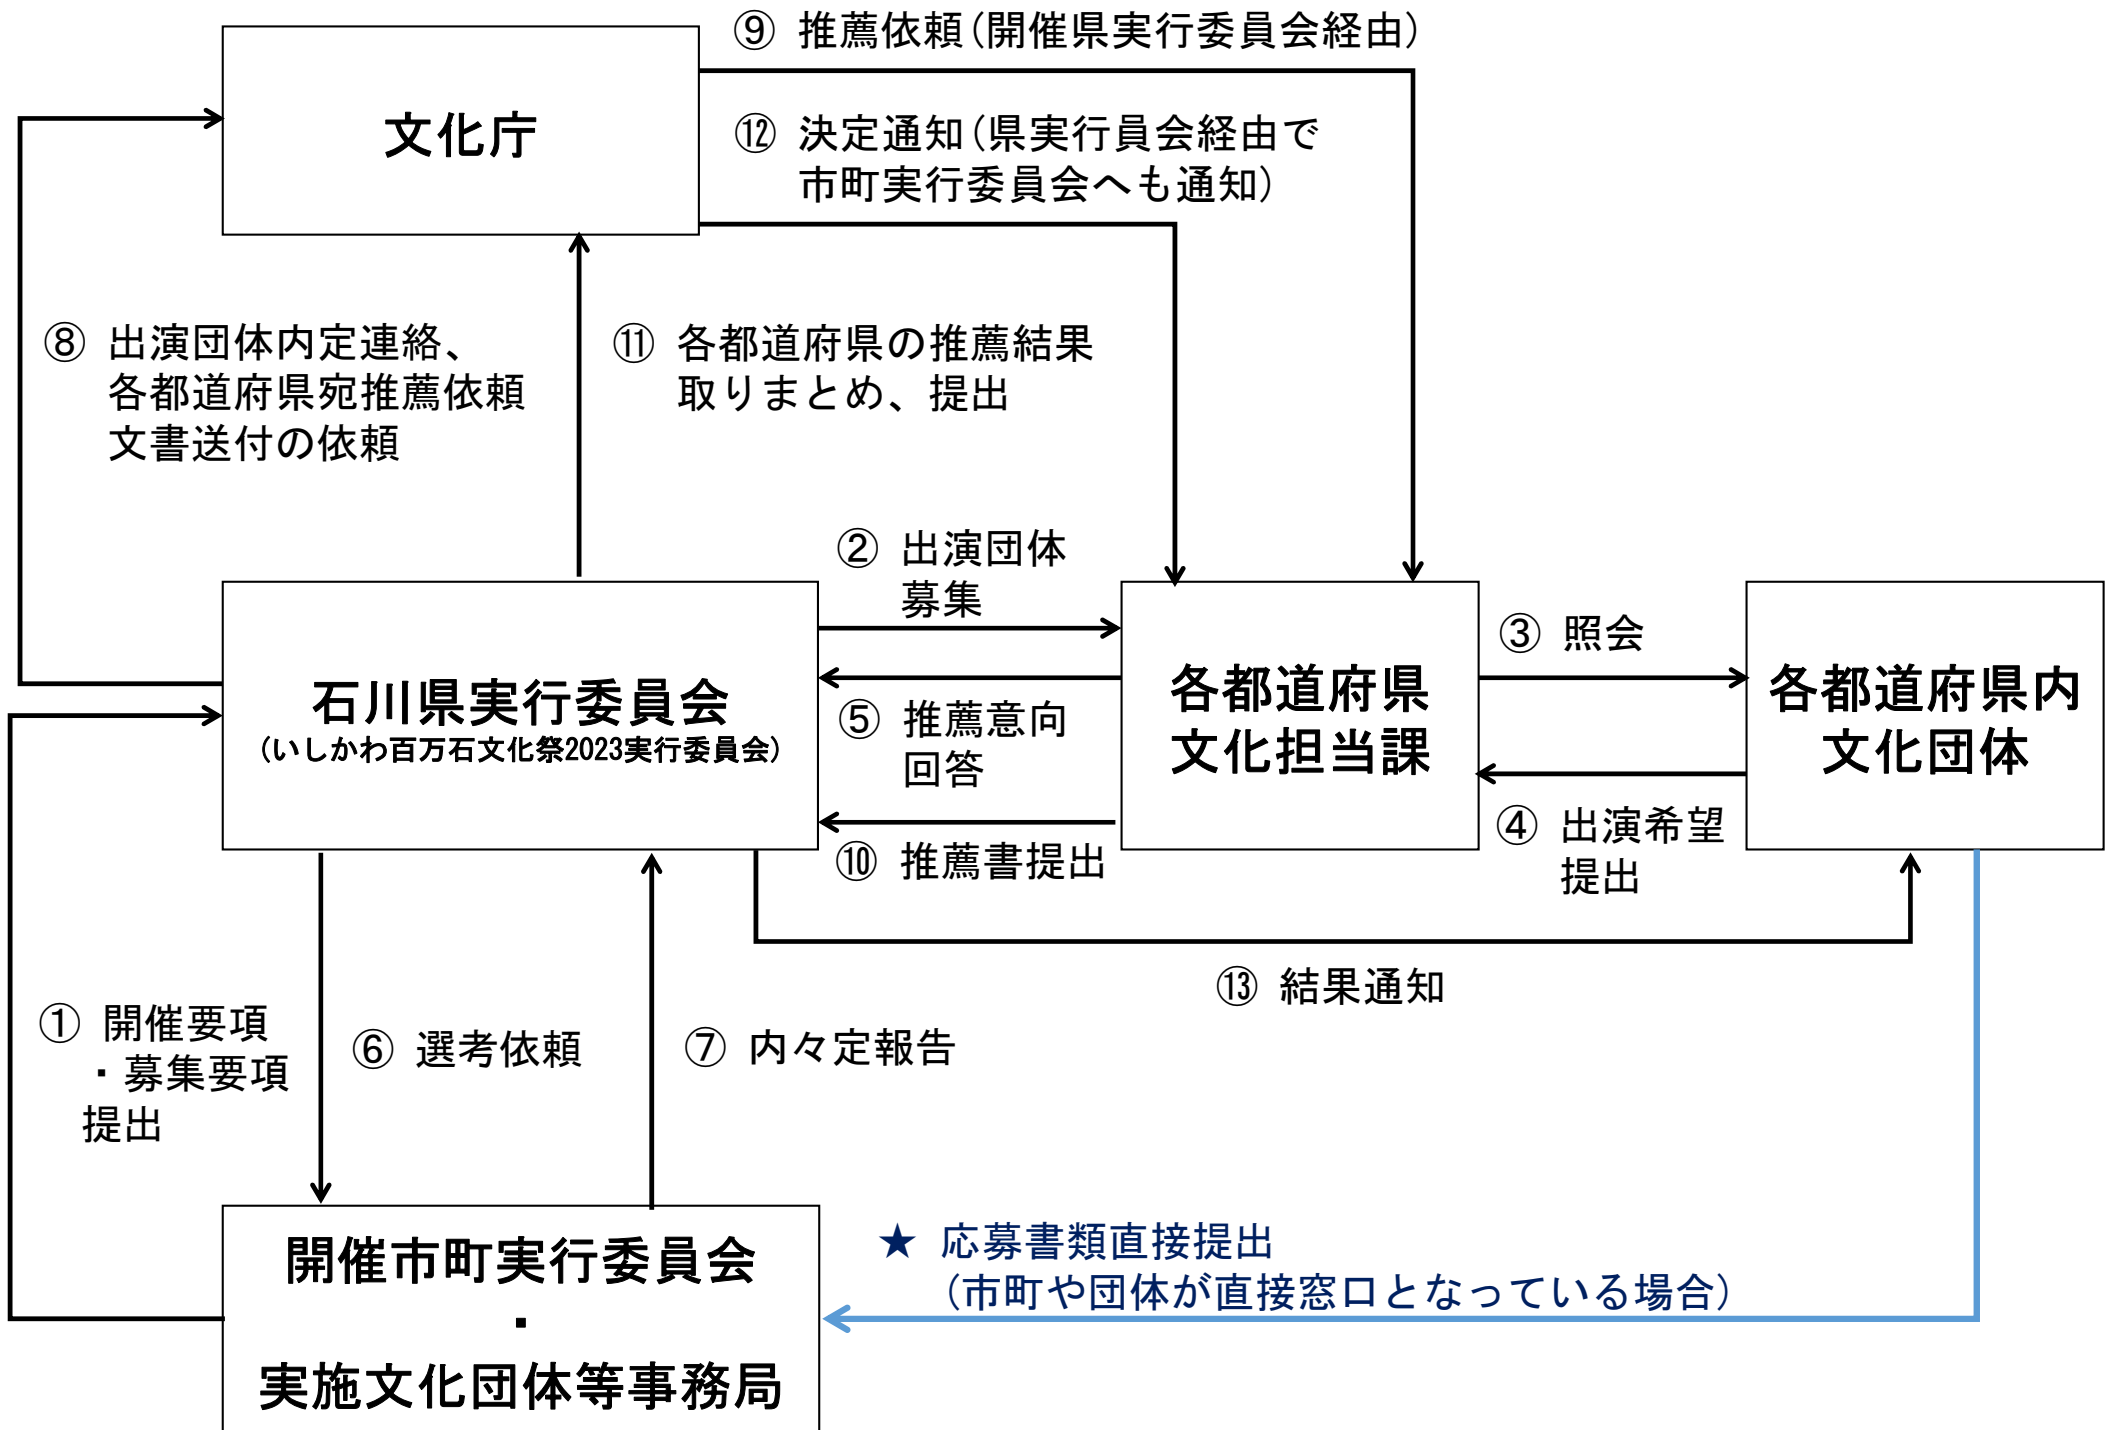 ⑨ 推薦依頼(開催県実行委員会経由)
文化庁
⑫ 決定通知(県実行員会経由で
市町実行委員会へも通知)
⑧ 出演団体内定連絡、
各都道府県宛推薦依頼
文書送付の依頼
⑪ 各都道府県の推薦結果
取りまとめ、提出
② 出演団体
募集
石川県実行委員会
(いしかわ百万石文化祭2023実行委員会)
⑤ 推薦意向
回答
⑩ 推薦書提出
各都道府県
文化担当課
③ 照会
④ 出演希望
提出
各都道府県内
文化団体
⑬ 結果通知
① 開催要項
・募集要項
提出
⑥ 選考依頼
⑦ 内々定報告
開催市町実行委員会
・
実施文化団体等事務局
★ 応募書類直接提出
(市町や団体が直接窓口となっている場合)